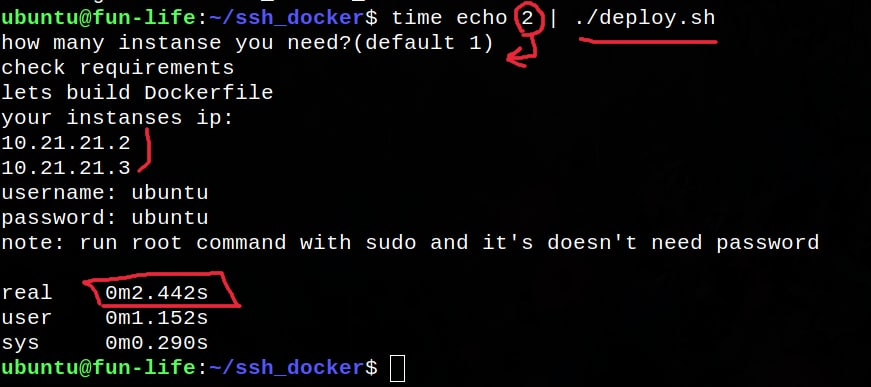 ubuntu@fun-life:~/ssh_docker$ time echo 2 | ./deploy.sh
how many instanse you need?(default 1)
check requirements
lets build Dockerfile
your instanses ip:
10.21.21.2
10.21.21.3
username: ubuntu
password: ubuntu
note: run root command with sudo and it's doesn't need password
real 0m2.442s
user 0m1.152s
sys 0m0.290s
ubuntu@fun-life:~/ssh_docker$